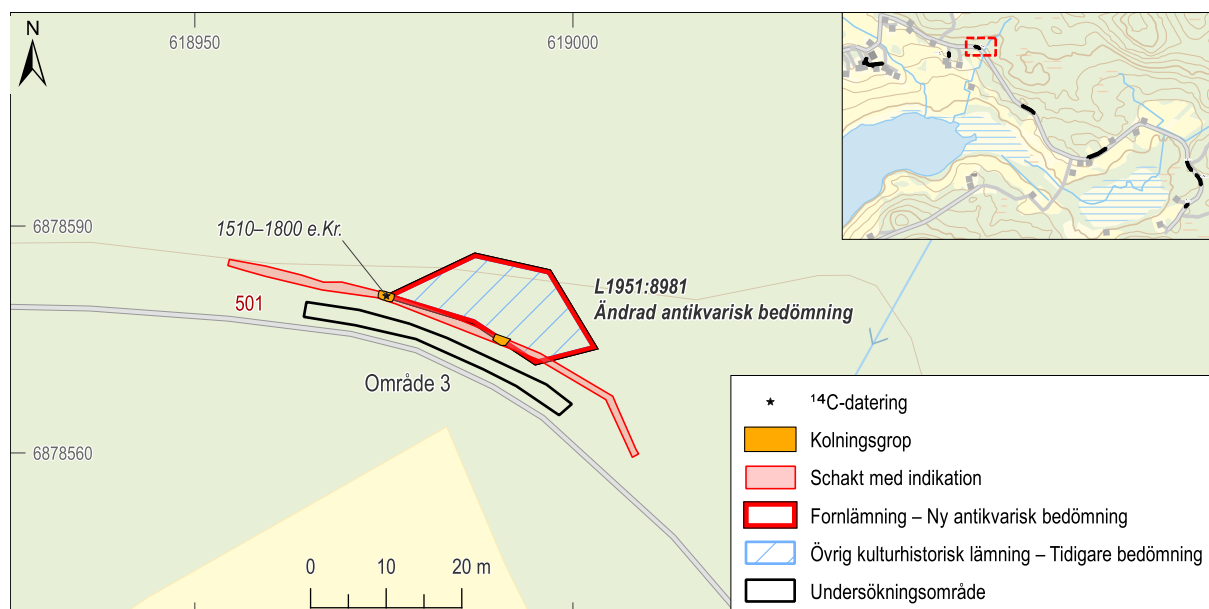 N
618950
619000
6878590
1510–1800 e.Kr.
L1951:8981
Ändrad antikvarisk bedömning
501
Område 3
6878560
0 10 20 m
¹⁴C-datering
Kolningsgrop
Schakt med indikation
Fornlämning – Ny antikvarisk bedömning
Övrig kulturhistorisk lämning – Tidigare bedömning
Undersökningsområde